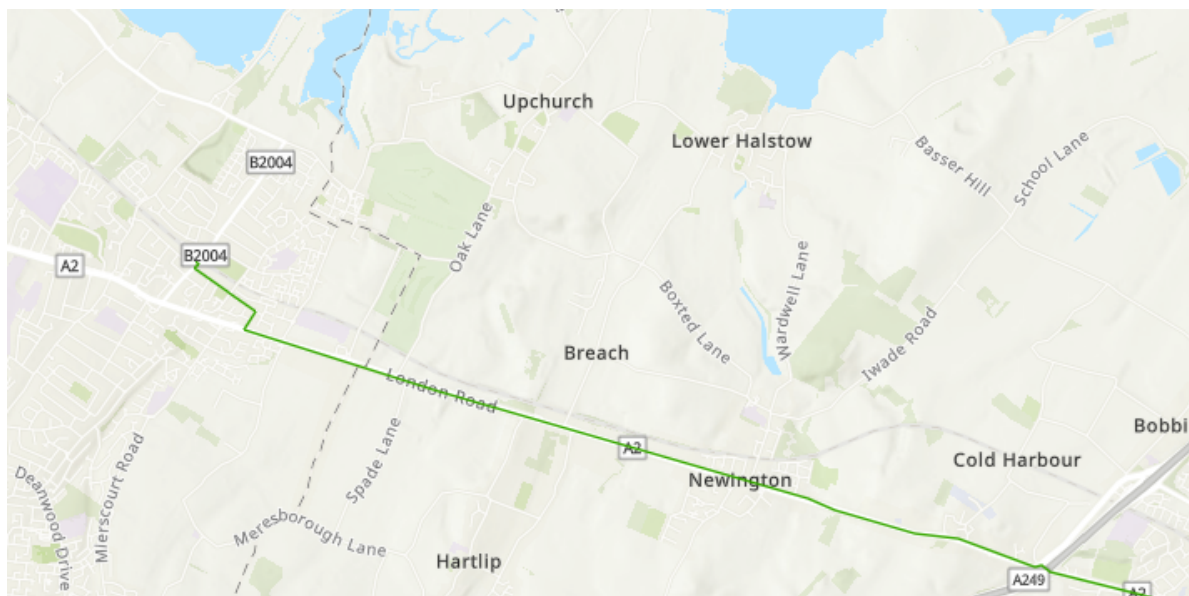 Upchurch
Lower Halstow
B2004
Basser Hill
School Lane
Oak Lane
B2004
A2
Boxted Lane
Wardwell Lane
Iwade Road
Breach
London Road
Bobbi
A2
Cold Harbour
Newington
Spade Lane
Mierscourt Road
Deanwood Drive
Meresborough Lane
Hartlip
A249
A2